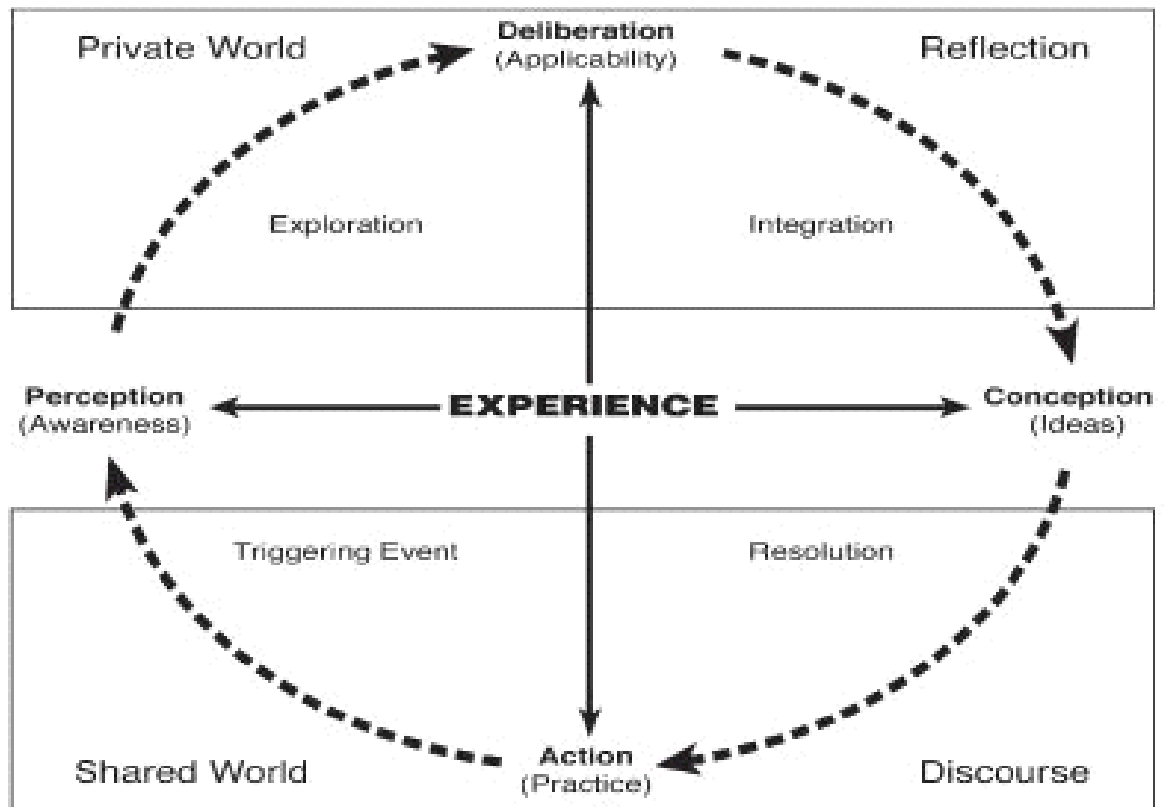 Private World
Deliberation
(Applicability)
Reflection
Exploration
Integration
Perception
(Awareness)
EXPERIENCE
Conception
(Ideas)
Triggering Event
Resolution
Shared World
Action
(Practice)
Discourse